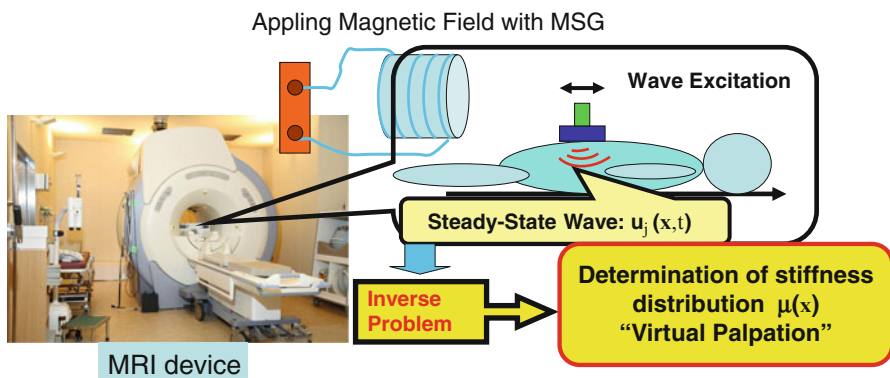 Appling Magnetic Field with MSG
Wave Excitation
Steady-State Wave: u_j (x,t)
Inverse
Problem
Determination of stiffness
distribution μ(x)
“Virtual Palpation”
MRI device